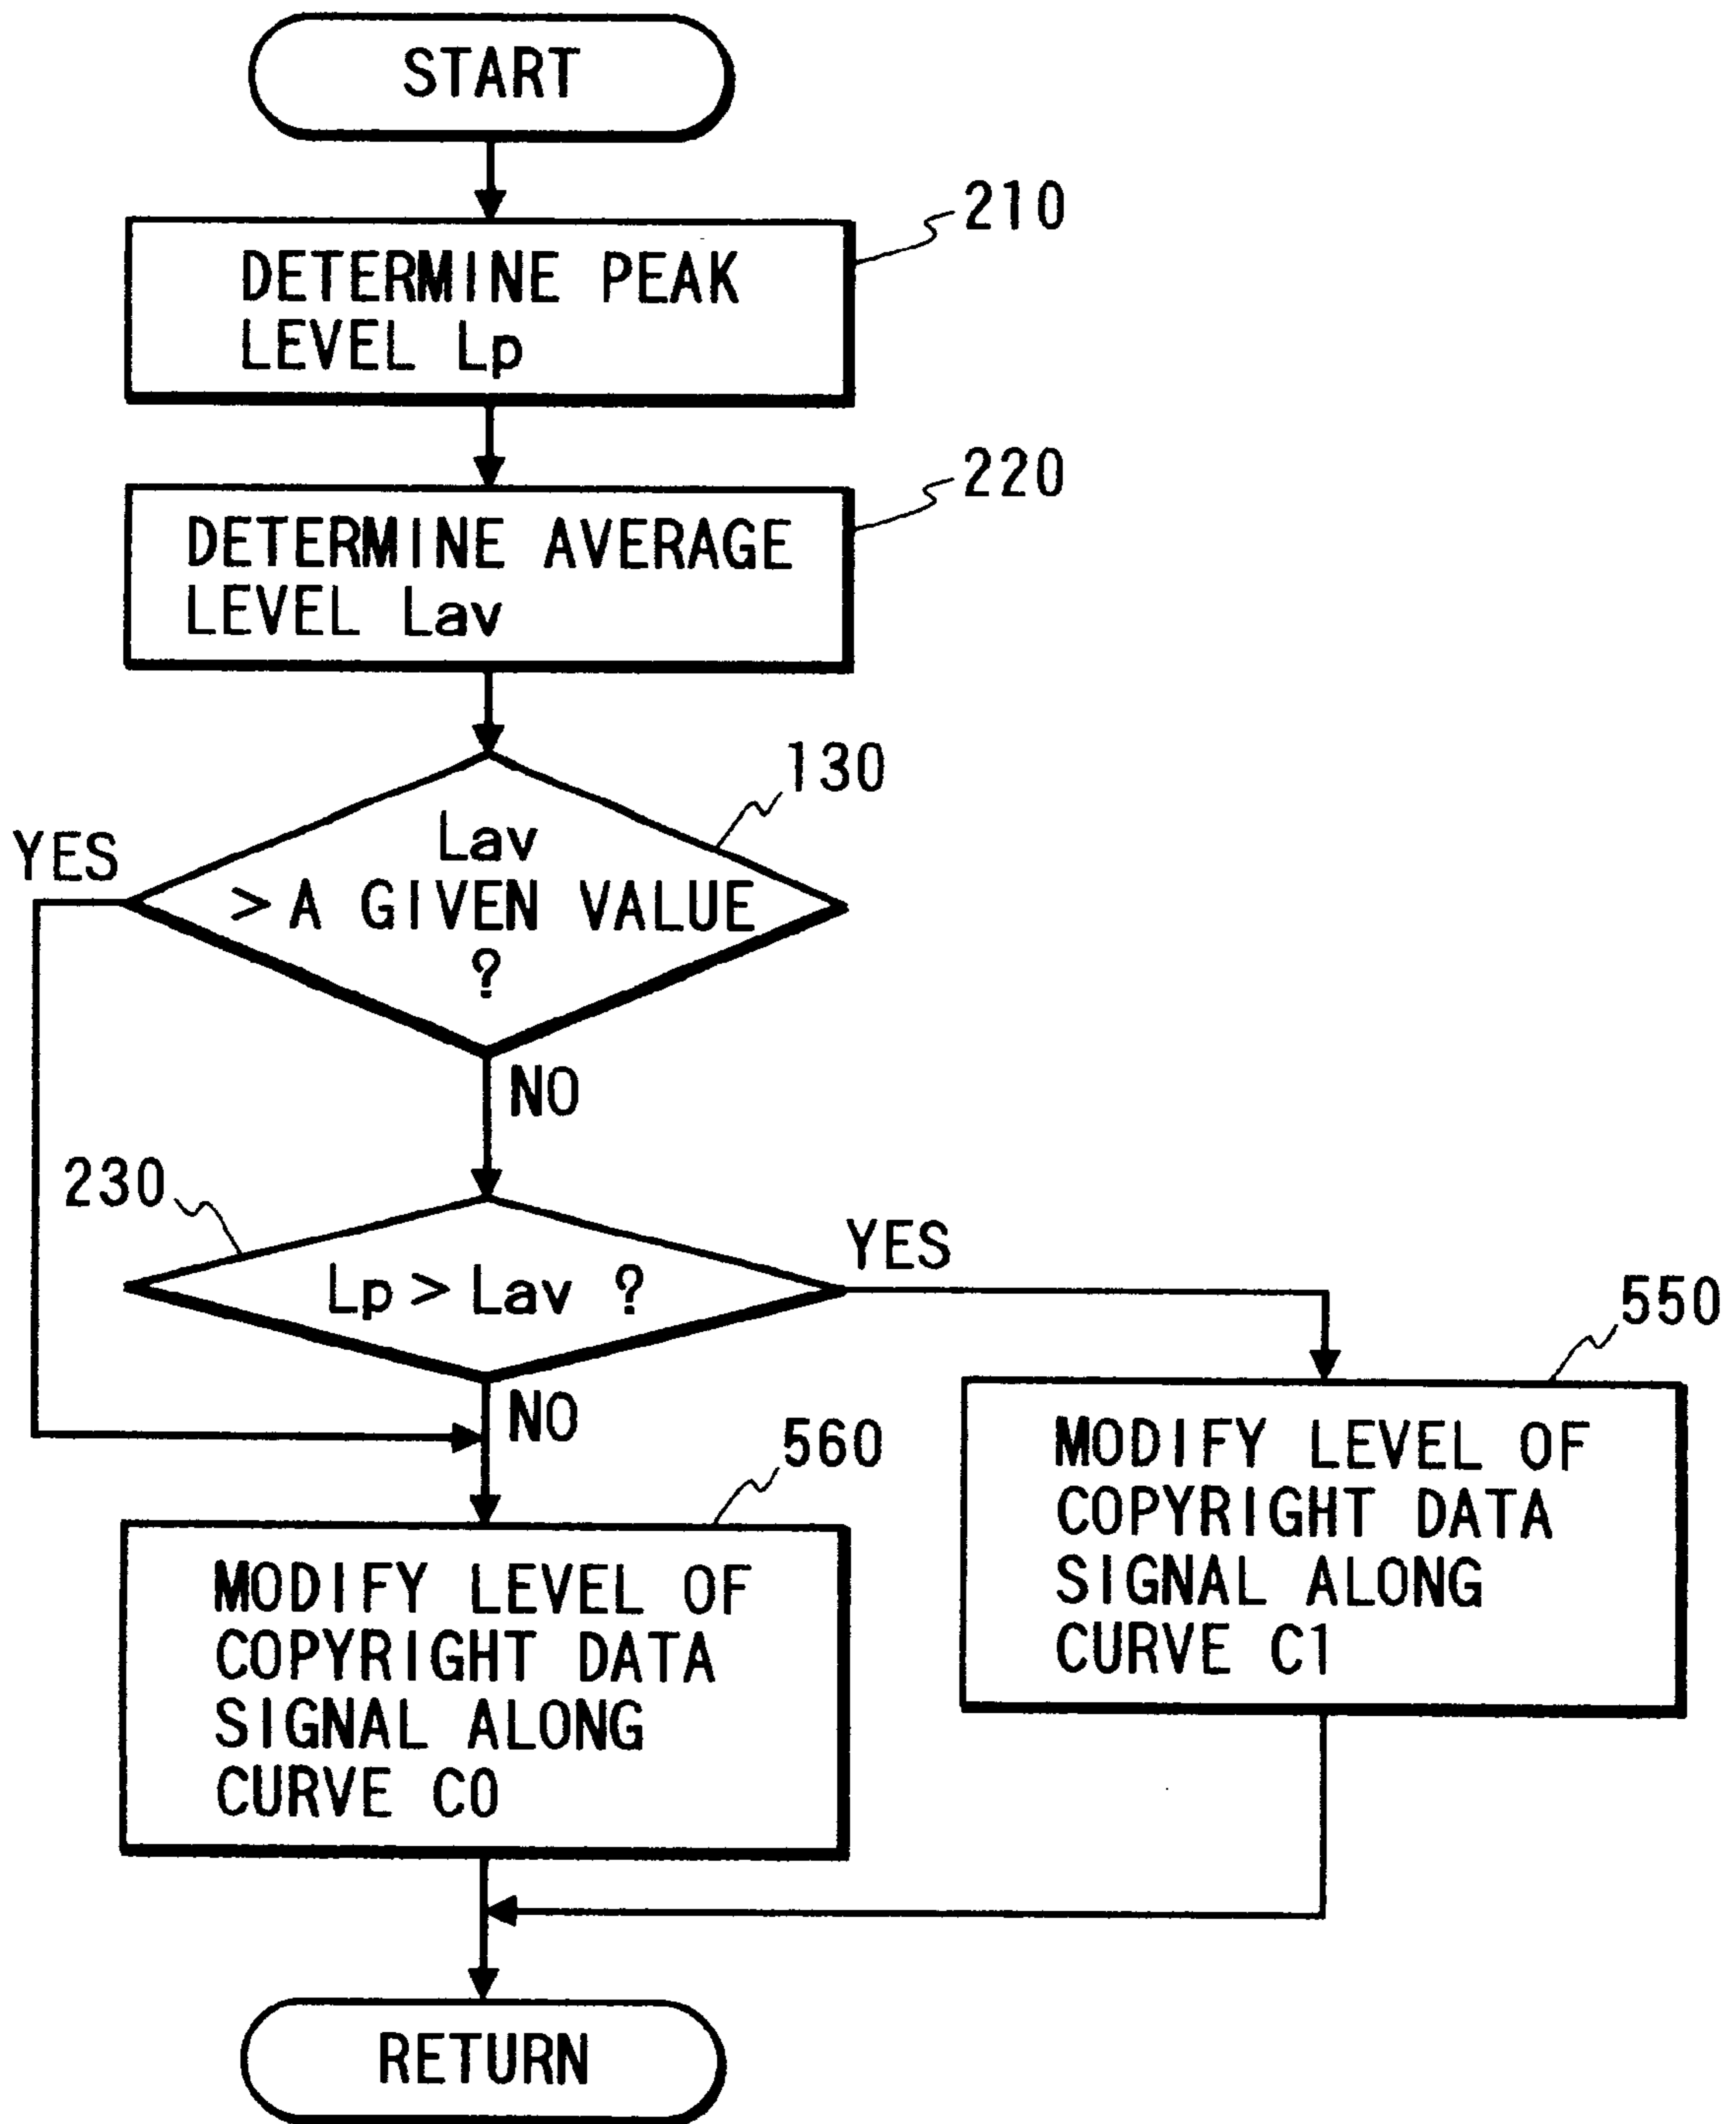 START
210
DETERMINE PEAK
LEVEL Lp
220
DETERMINE AVERAGE
LEVEL Lav
130
YES
Lav
> A GIVEN VALUE
?
NO
230
Lp > Lav ?
YES
550
NO
560
MODIFY LEVEL OF
COPYRIGHT DATA
SIGNAL ALONG
CURVE C1
MODIFY LEVEL OF
COPYRIGHT DATA
SIGNAL ALONG
CURVE C0
RETURN